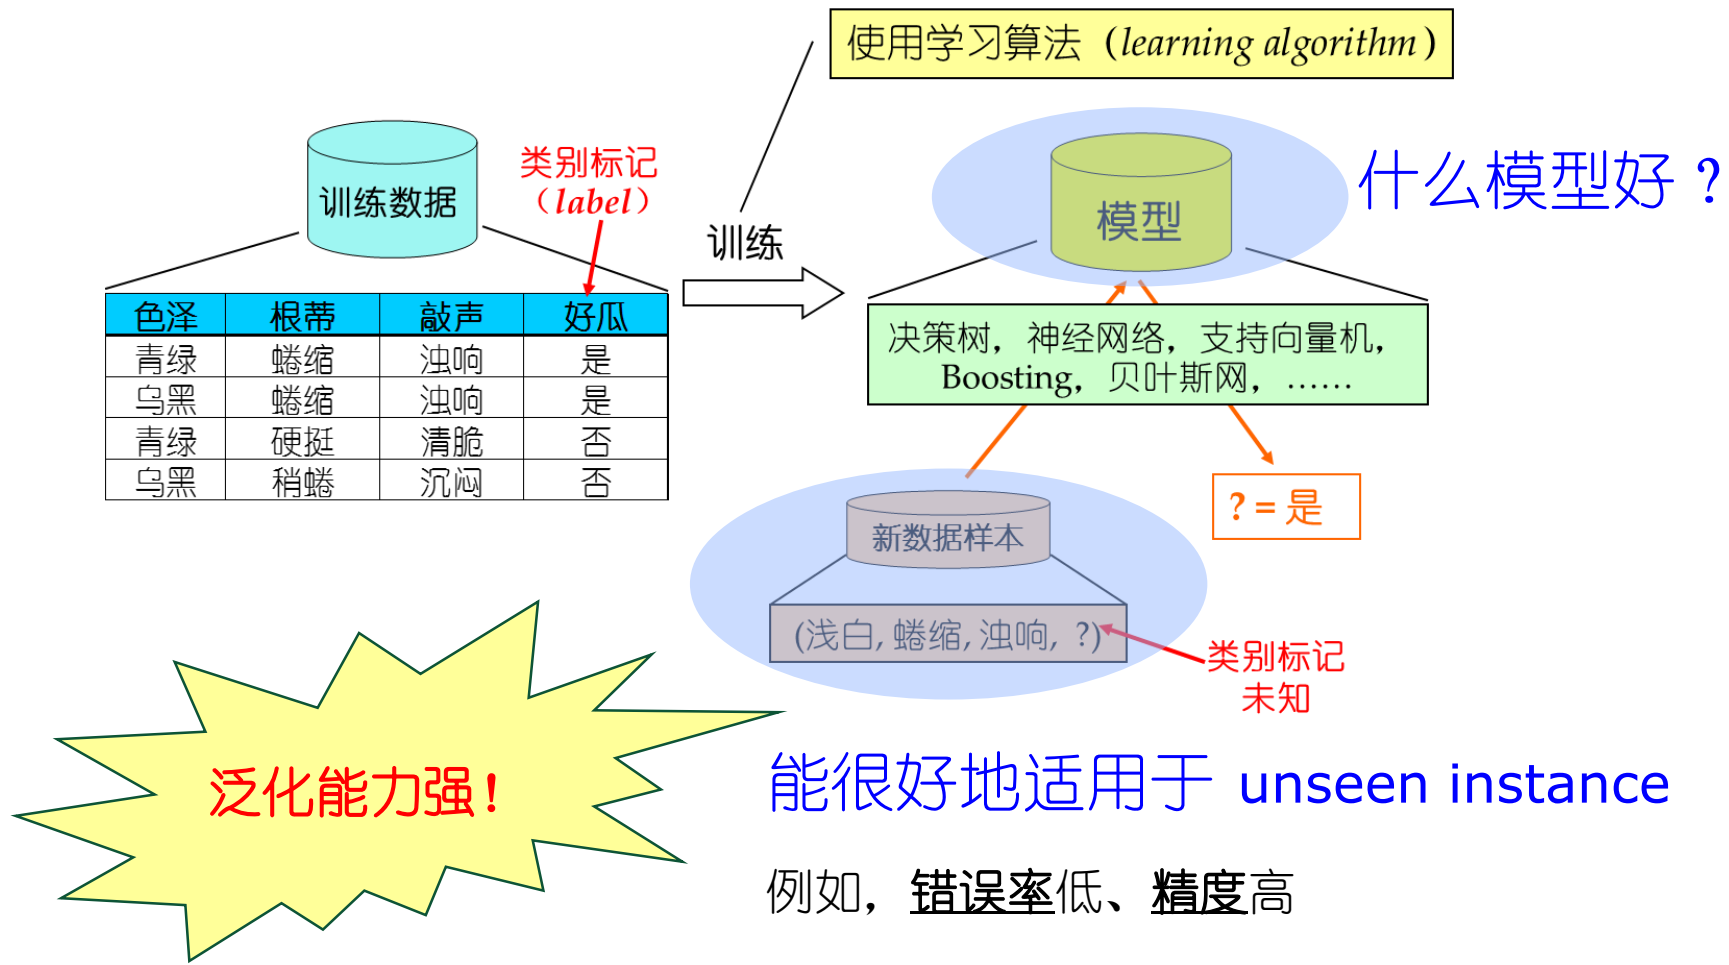 使用学习算法（learning algorithm）
训练数据
类别标记
（label）
训练
模型
什么模型好？
色泽 根蒂 敲声 好瓜
青绿 蜷缩 浊响 是
乌黑 蜷缩 浊响 是
青绿 硬挺 清脆 否
乌黑 稍蜷 沉闷 否
决策树，神经网络，支持向量机，
Boosting，贝叶斯网，……
? = 是
新数据样本
(浅白, 蜷缩, 浊响, ?)
类别标记
未知
泛化能力强！
能很好地适用于 unseen instance
例如，错误率低、精度高